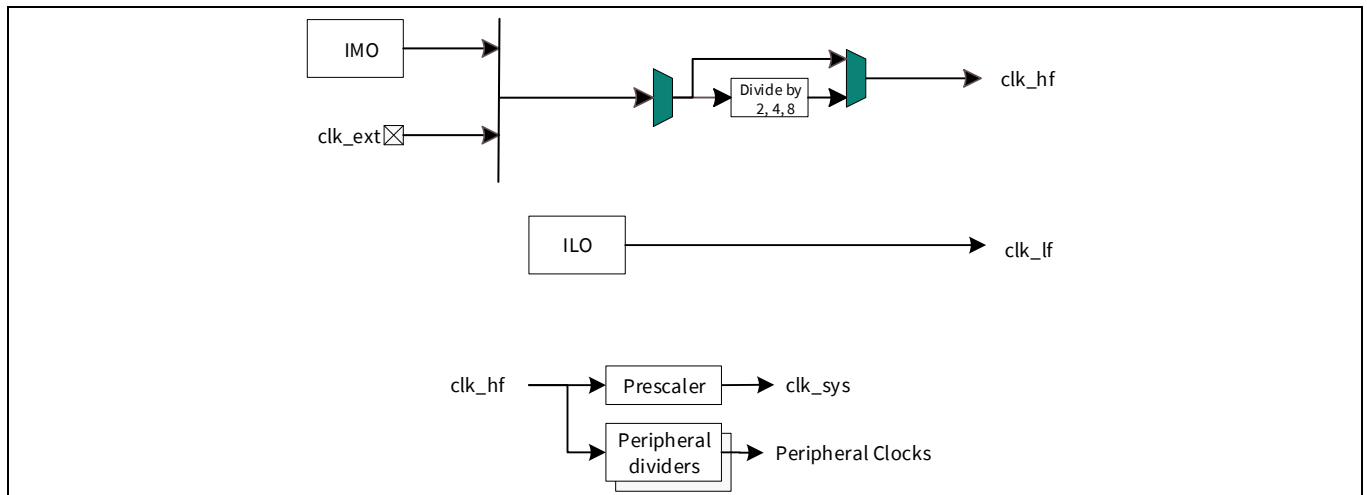 IMO
clk_ext
Divide by
2, 4, 8
clk_hf
ILO
clk_lf
clk_hf
Prescaler
clk_sys
Peripheral
dividers
Peripheral Clocks